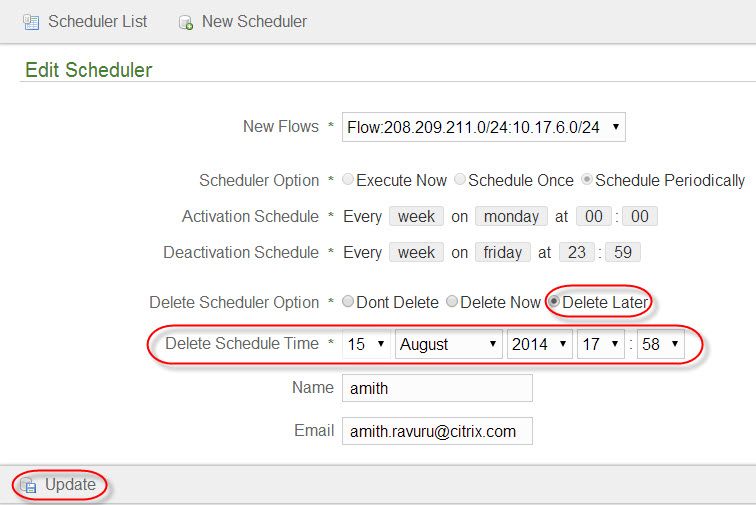 Scheduler List New Scheduler
Edit Scheduler
New Flows * Flow:208.209.211.0/24:10.17.6.0/24
Scheduler Option * Execute Now Schedule Once Schedule Periodically
Activation Schedule * Every week on monday at 00 : 00
Deactivation Schedule * Every week on friday at 23 : 59
Delete Scheduler Option * Dont Delete Delete Now Delete Later
Delete Schedule Time * 15 August 2014 17 : 58
Name amith
Email amith.ravuru@citrix.com
Update